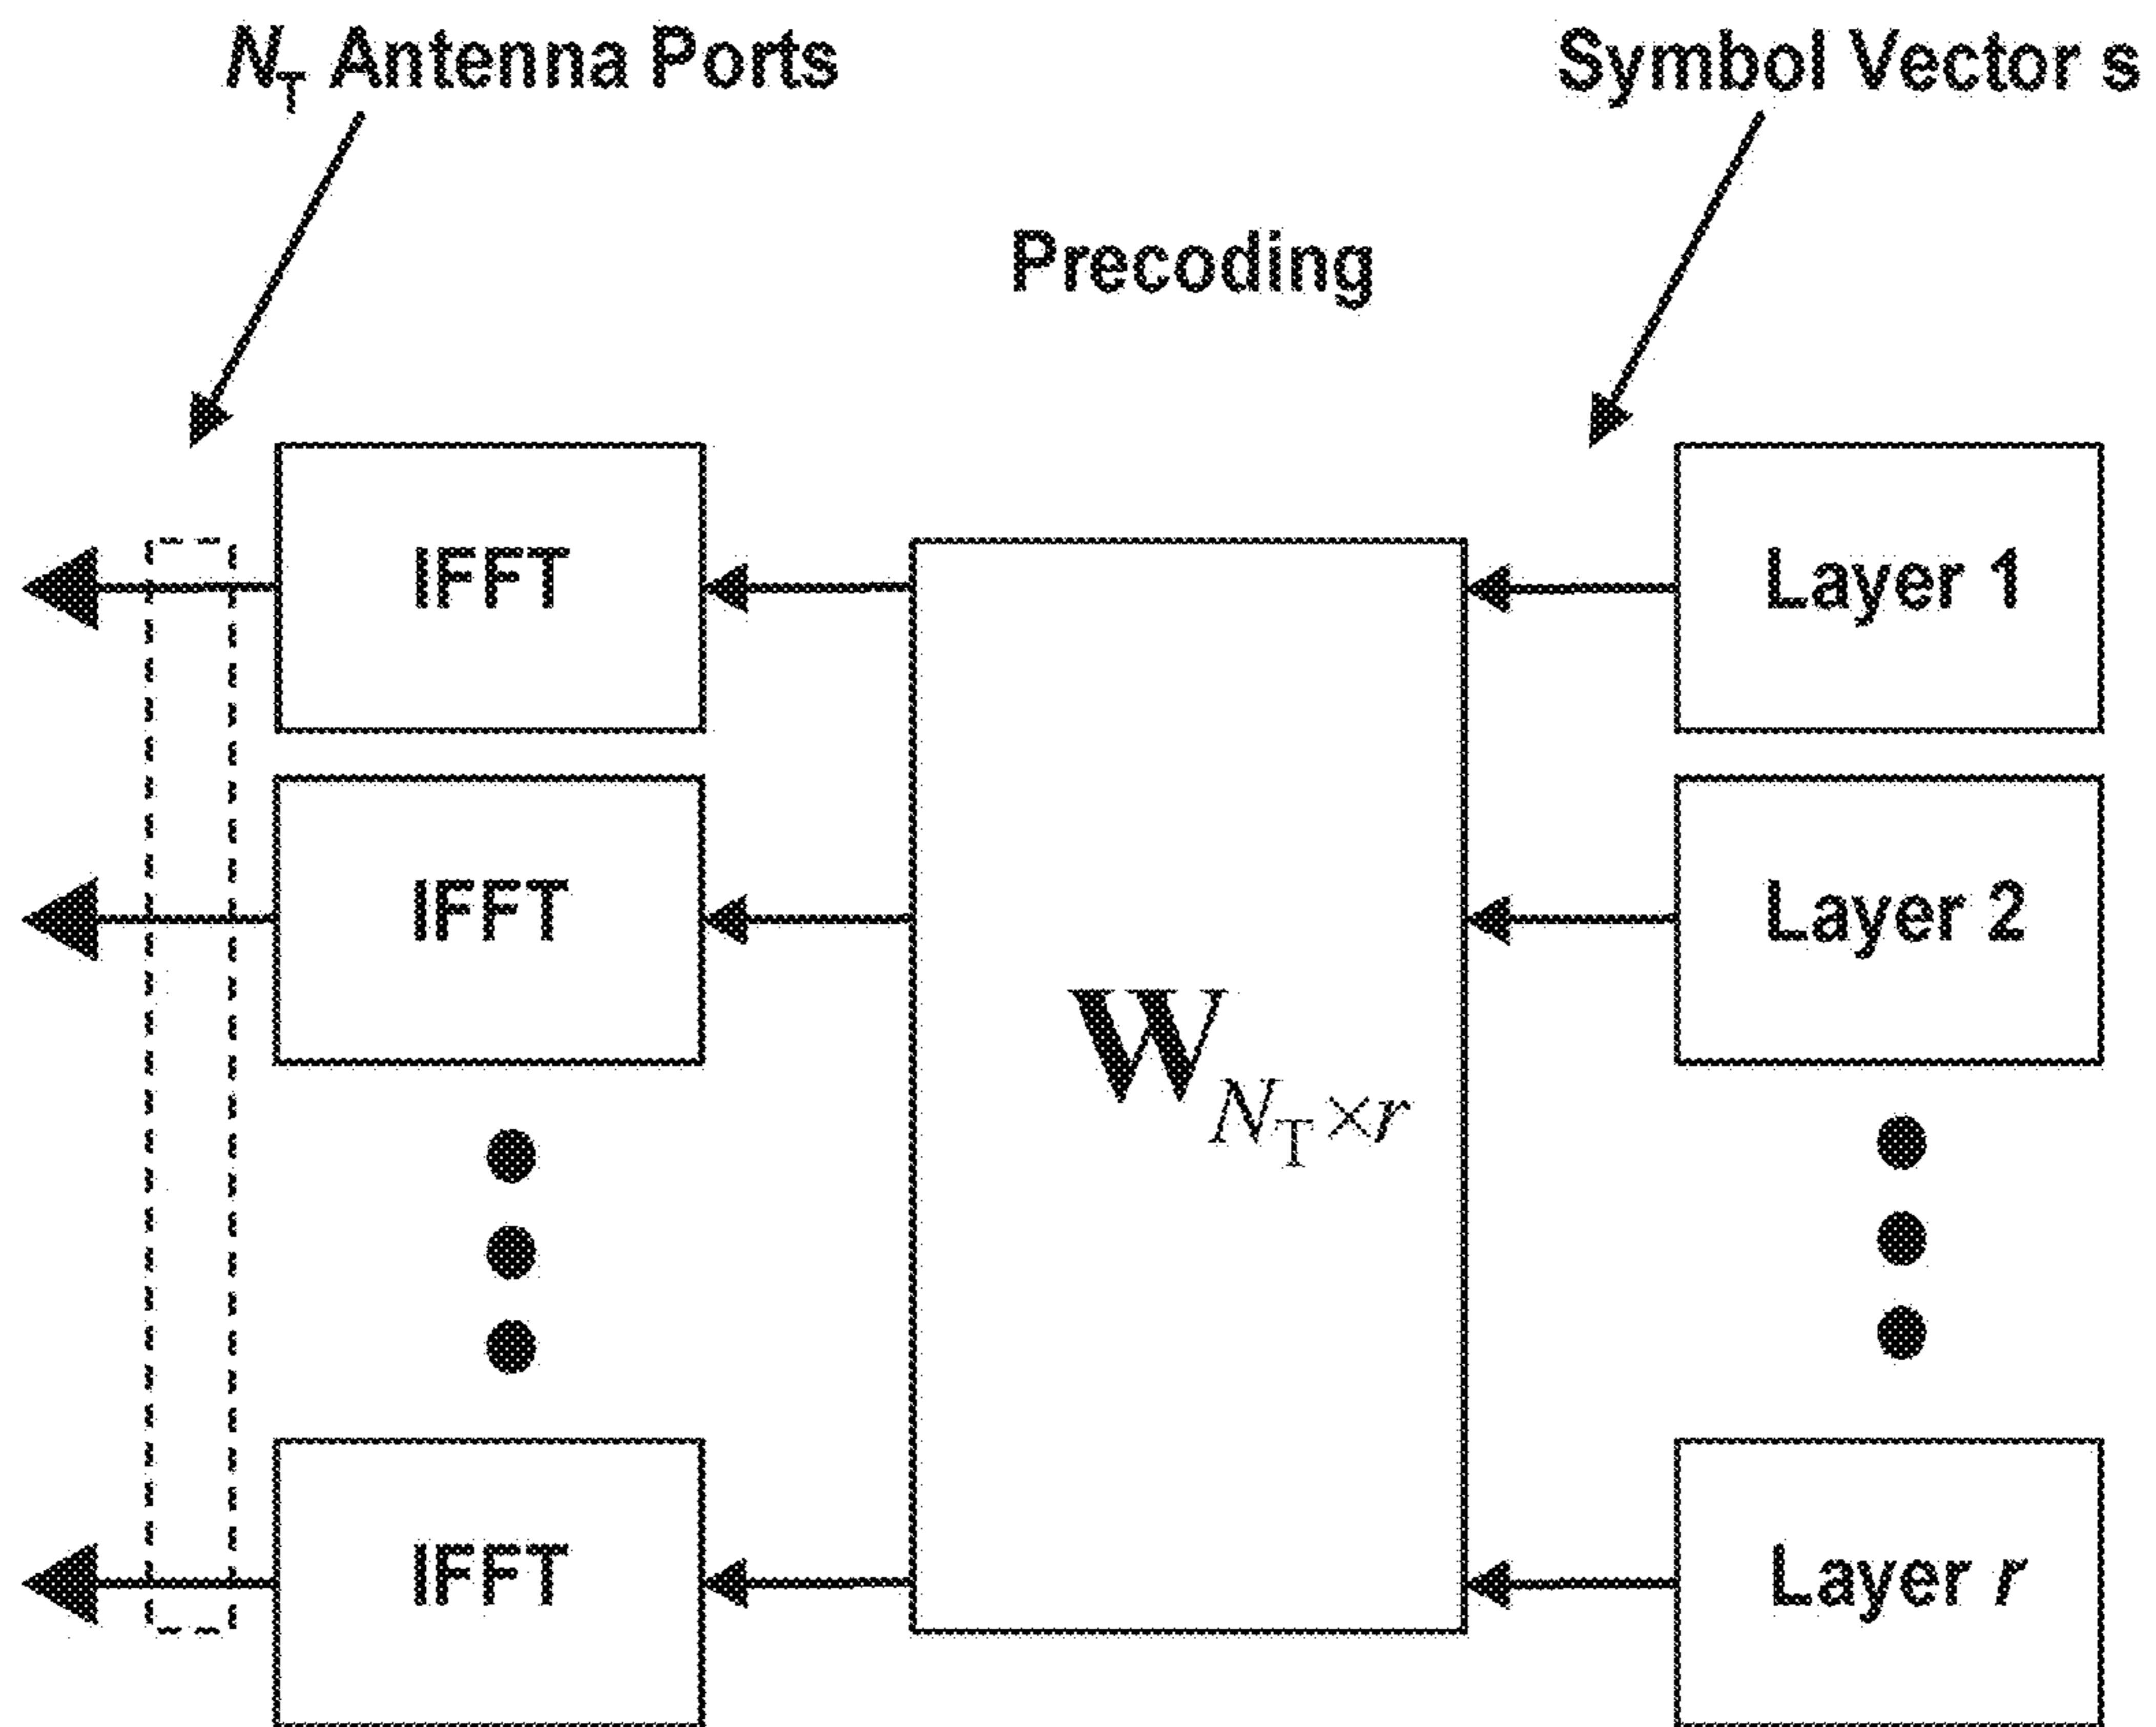 N_T Antenna Ports
Symbol Vector s
Precoding
IFFT
Layer 1
IFFT
Layer 2
W_{N_T×r}
IFFT
Layer r